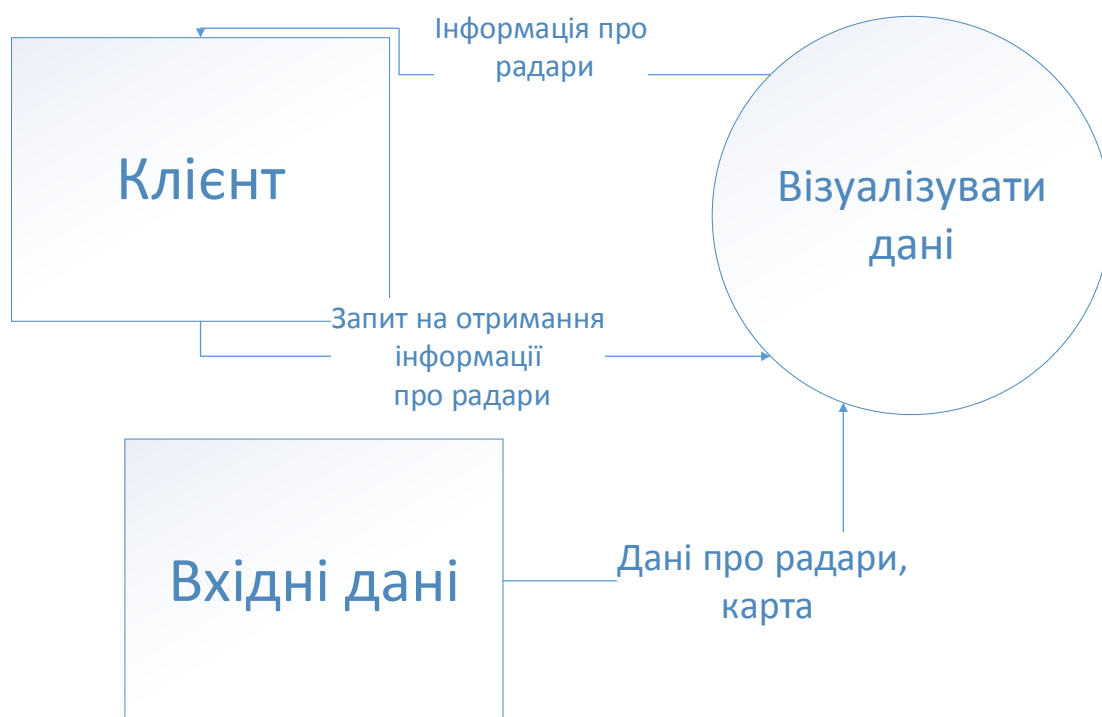 Інформація про
радари
Клієнт
Візуалізувати
дані
Запит на отримання
інформації
про радари
Вхідні дані
Дані про радари,
карта